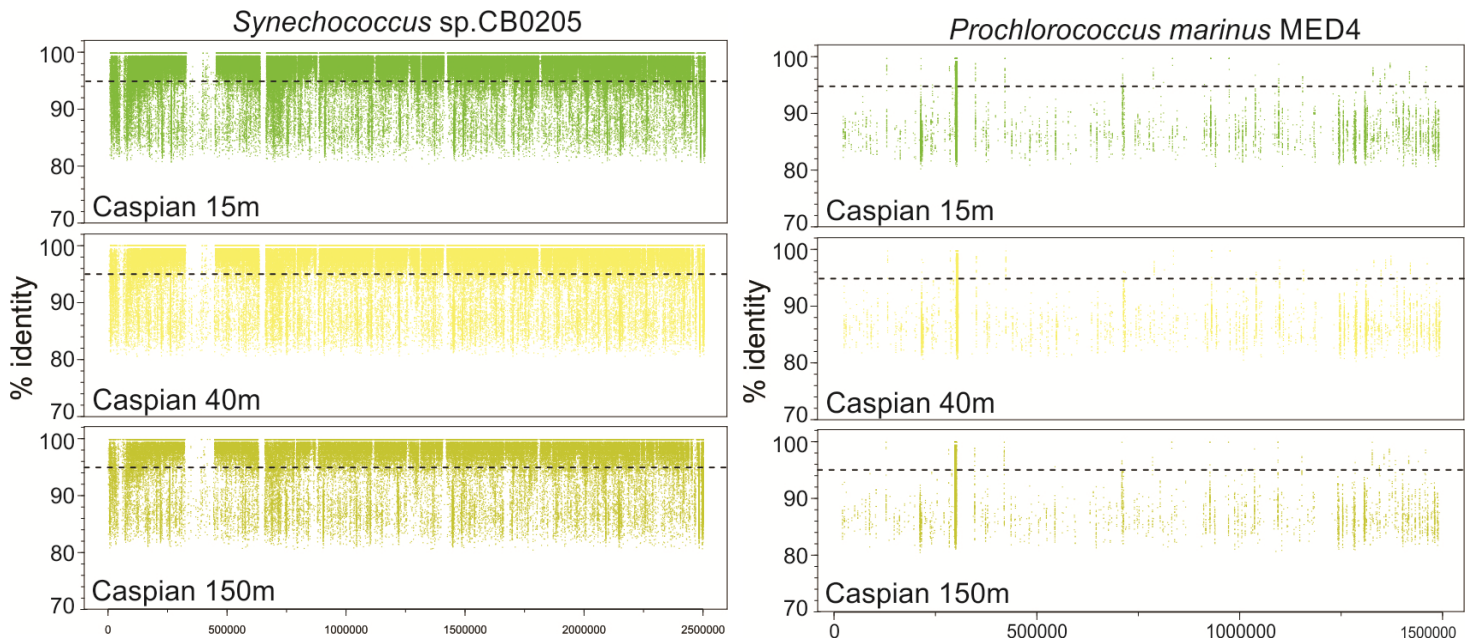 Synechococcus sp.CB0205
100
90
80
70
Caspian 15m
100
90
80
70
Caspian 40m
100
90
80
70
Caspian 150m
% identity
0 500000 1000000 1500000 2000000 2500000
Prochlorococcus marinus MED4
100
90
80
70
Caspian 15m
100
90
80
70
Caspian 40m
100
90
80
70
Caspian 150m
% identity
0 500000 1000000 1500000